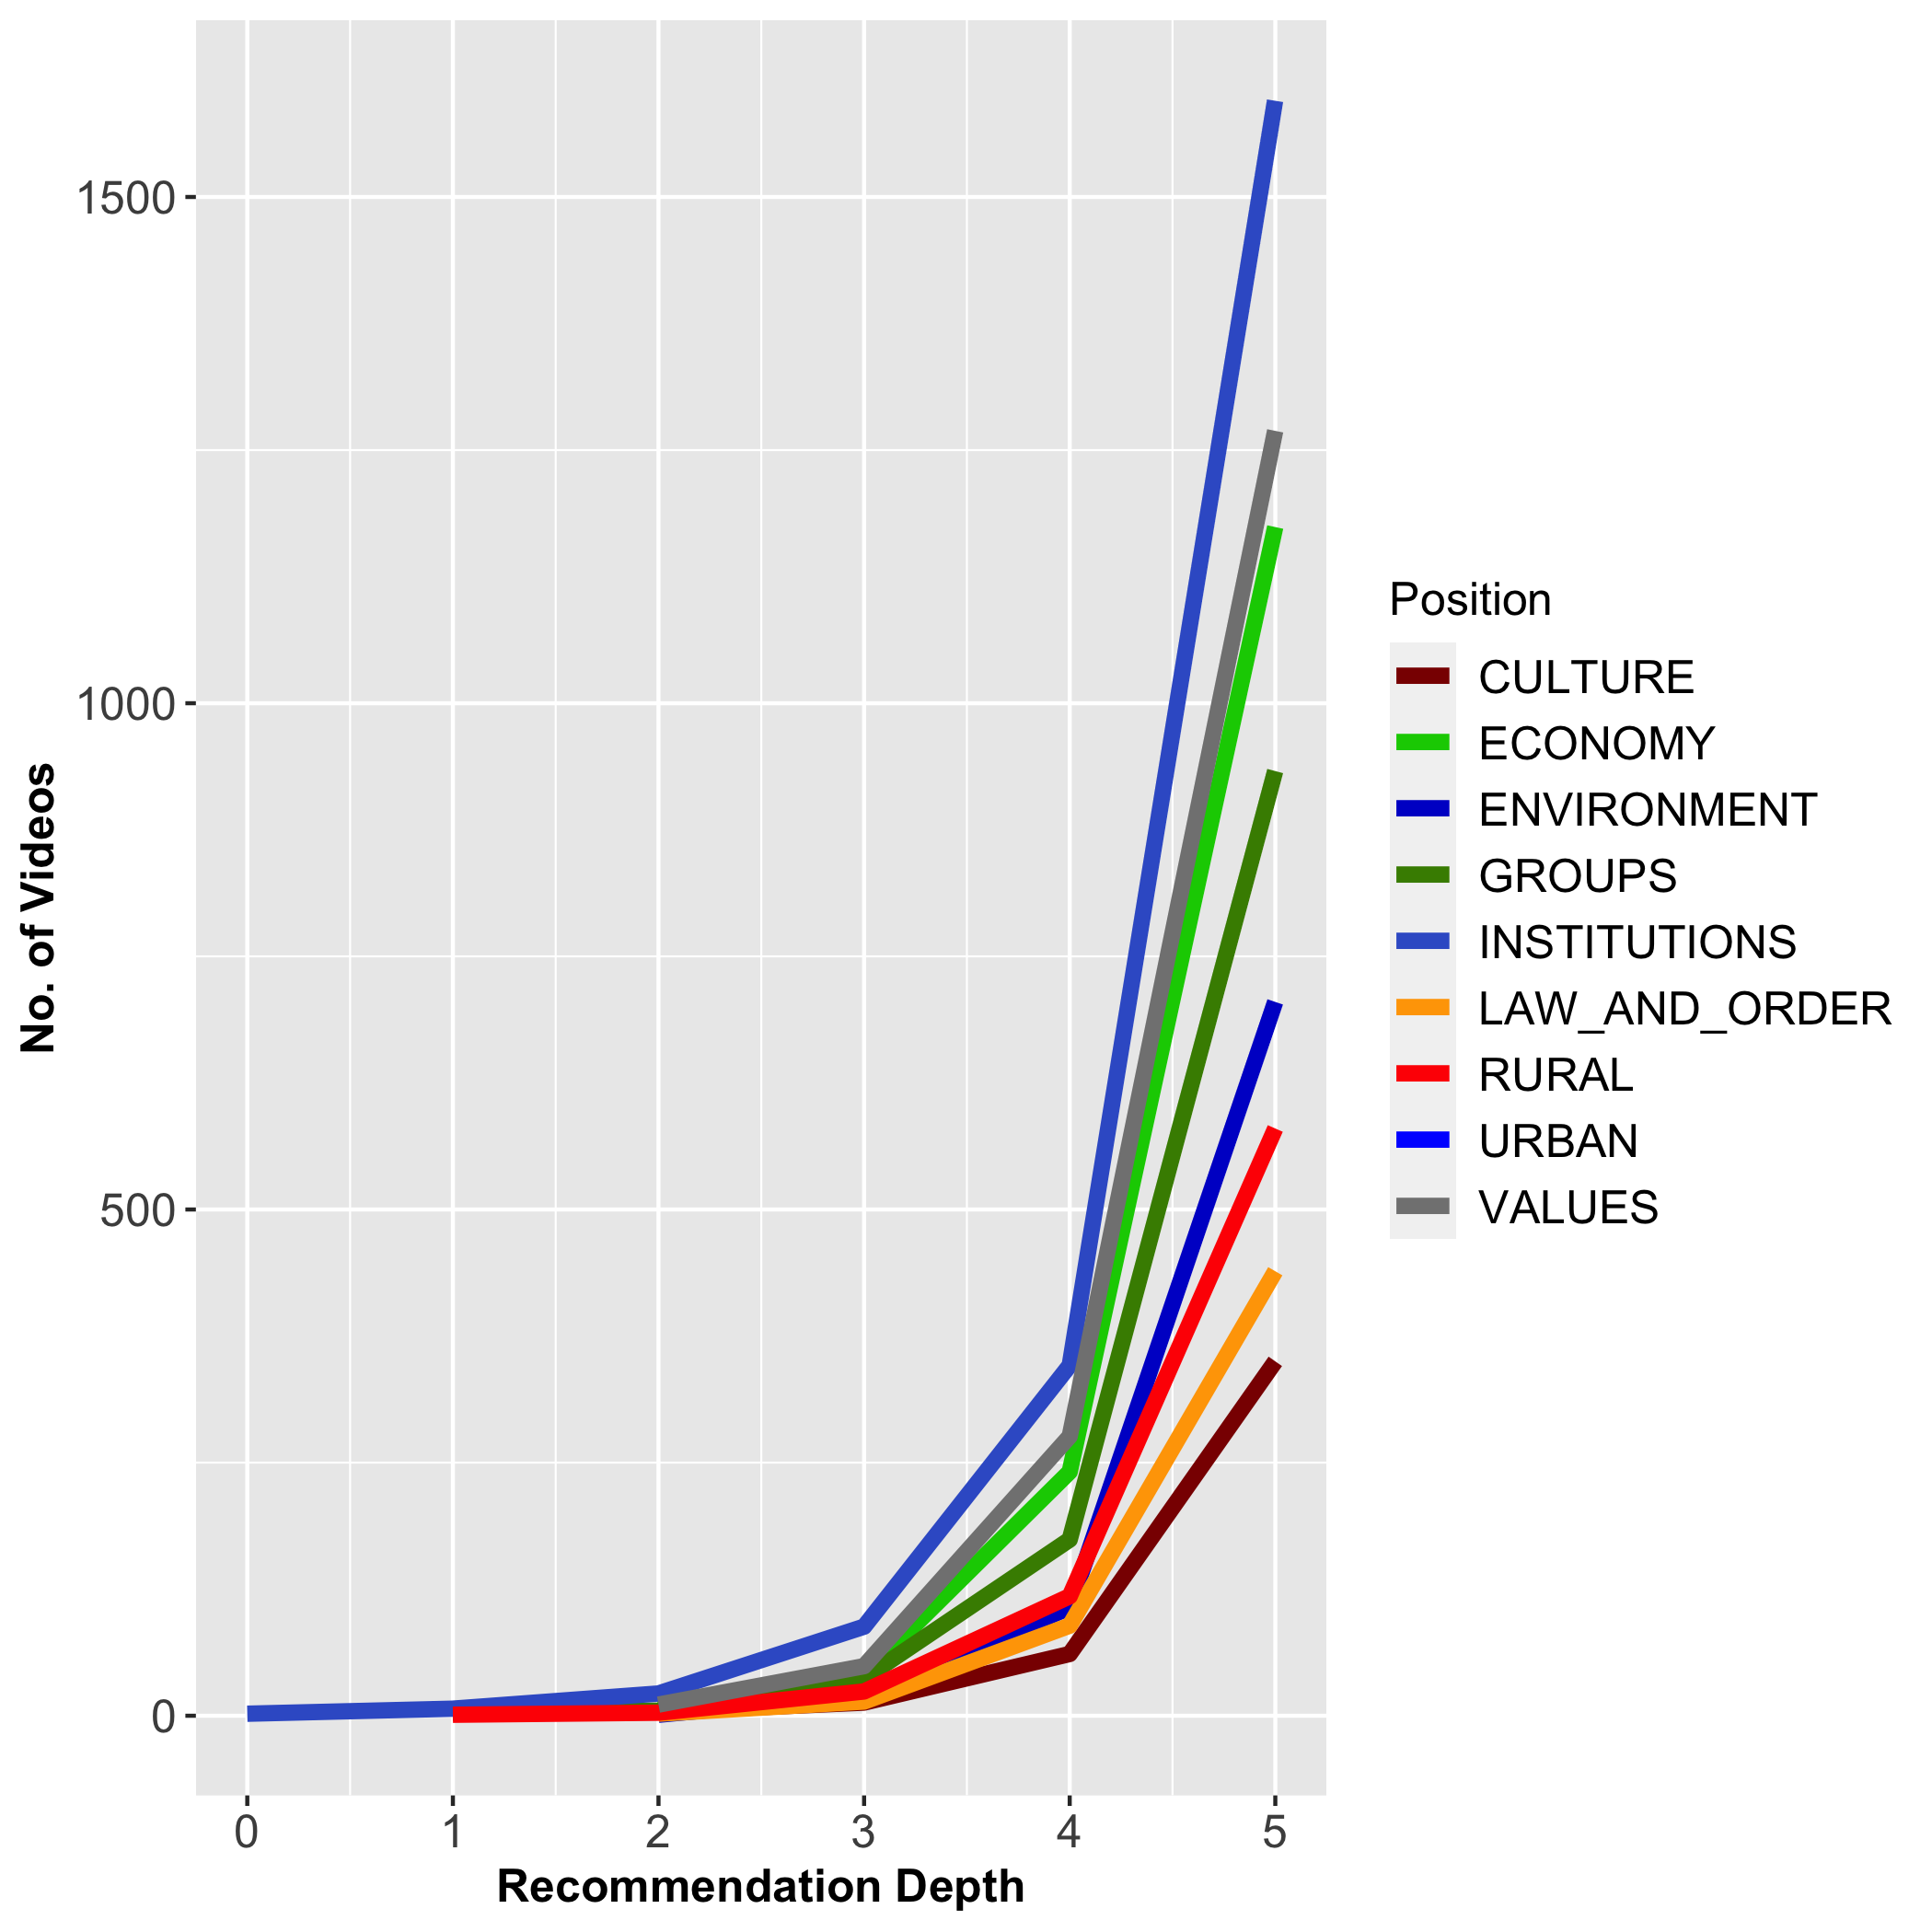 No. of Videos
1500
1000
500
0
0 1 2 3 4 5
Recommendation Depth
Position
CULTURE
ECONOMY
ENVIRONMENT
GROUPS
INSTITUTIONS
LAW_AND_ORDER
RURAL
URBAN
VALUES